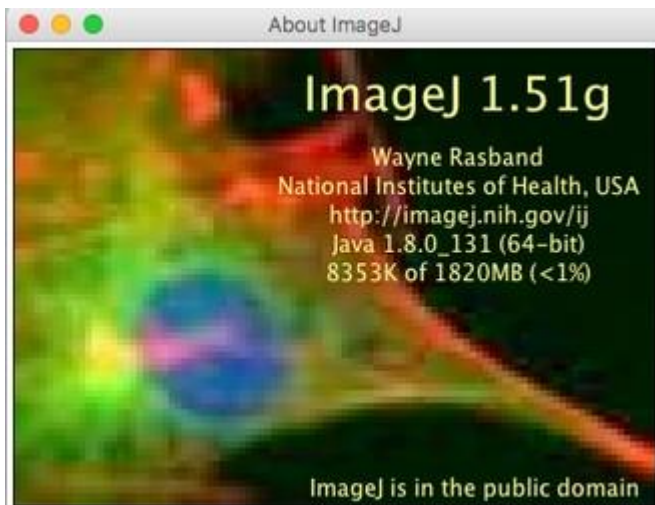 About ImageJ
ImageJ 1.51g
Wayne Rasband
National Institutes of Health, USA
http://imagej.nih.gov/ij
Java 1.8.0_131 (64-bit)
8353K of 1820MB (<1%)
ImageJ is in the public domain